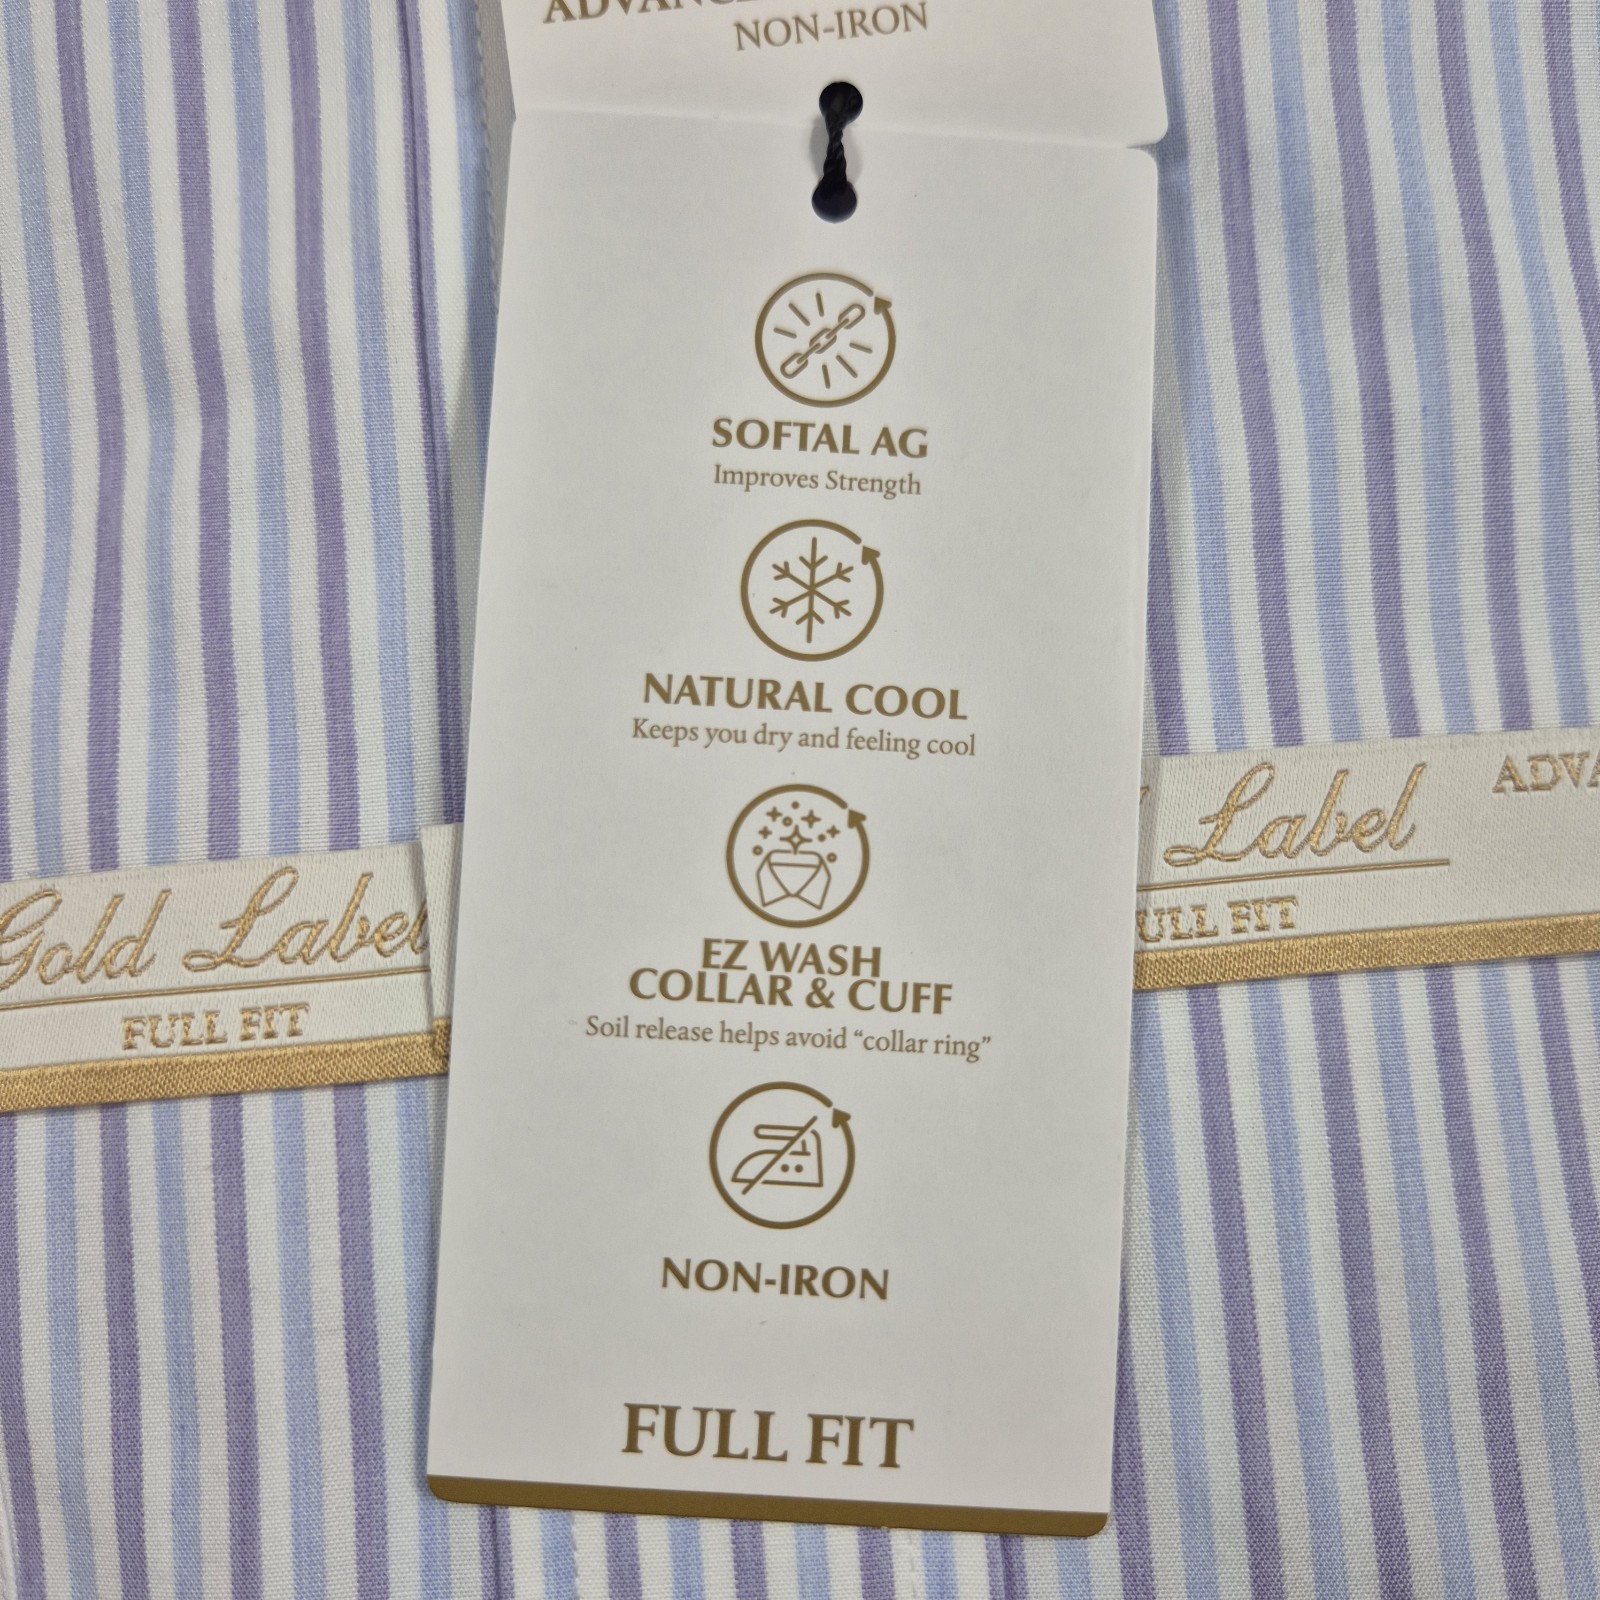 NON-IRON
SOFTAL AG
Improves Strength
NATURAL COOL
Keeps you dry and feeling cool
EZ WASH
COLLAR & CUFF
Soil release helps avoid “collar ring”
NON-IRON
FULL FIT
Gold Label
FULL FIT
Label
FIT